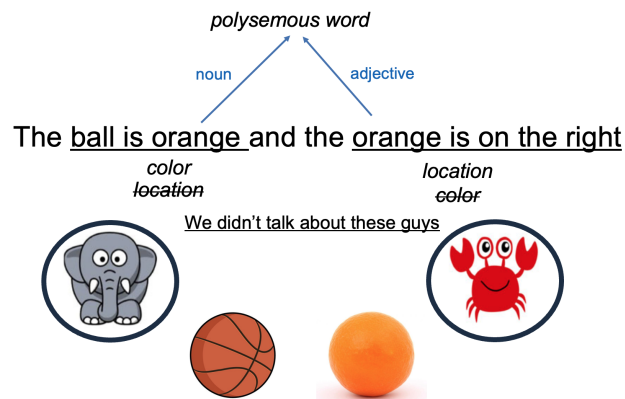 polysemous word
noun
adjective
The ball is orange and the orange is on the right
color
location
location
color
We didn't talk about these guys